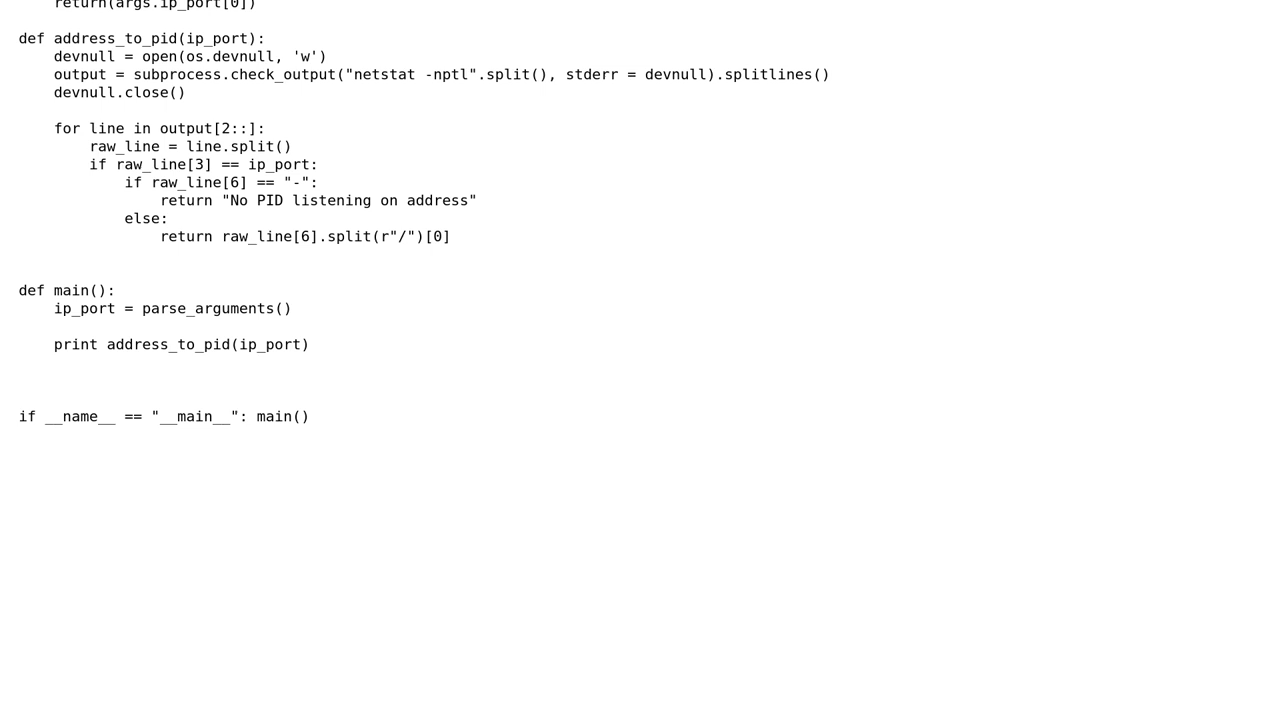 return(args.ip_port[0])

def address_to_pid(ip_port):
    devnull = open(os.devnull, 'w')
    output = subprocess.check_output("netstat -nptl".split(), stderr = devnull).splitlines()
    devnull.close()

    for line in output[2::]:
        raw_line = line.split()
        if raw_line[3] == ip_port:
            if raw_line[6] == "-":
                return "No PID listening on address"
            else:
                return raw_line[6].split(r"/")[0]


def main():
    ip_port = parse_arguments()

    print address_to_pid(ip_port)



if __name__ == "__main__": main()